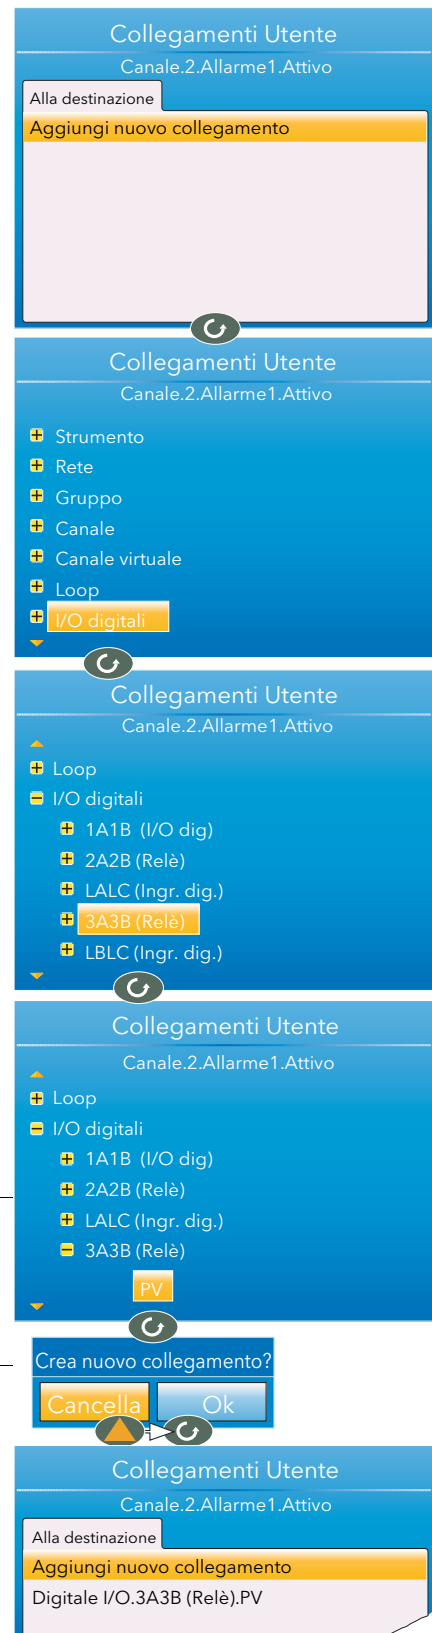 Collegamenti Utente
Canale.2.Allarme1.Attivo
Alla destinazione
Aggiungi nuovo collegamento
Collegamenti Utente
Canale.2.Allarme1.Attivo
Strumento
Rete
Gruppo
Canale
Canale virtuale
Loop
I/O digitali
Collegamenti Utente
Canale.2.Allarme1.Attivo
Loop
I/O digitali
1A1B (I/O dig)
2A2B (Relè)
LALC (Ingr. dig.)
3A3B (Relè)
LBLC (Ingr. dig.)
Collegamenti Utente
Canale.2.Allarme1.Attivo
Loop
I/O digitali
1A1B (I/O dig)
2A2B (Relè)
LALC (Ingr. dig.)
3A3B (Relè)
PV
Crea nuovo collegamento?
Cancella Ok
Collegamenti Utente
Canale.2.Allarme1.Attivo
Alla destinazione
Aggiungi nuovo collegamento
Digitale I/O.3A3B (Relè).PV